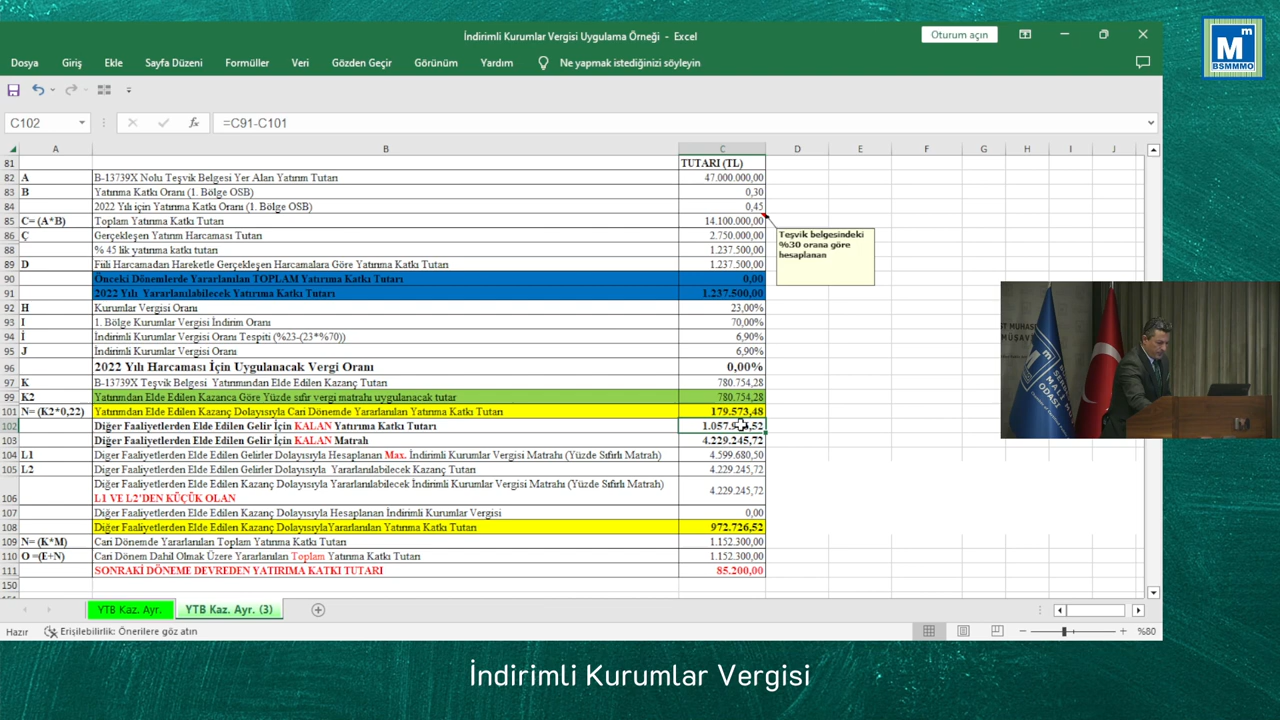 İndirimli Kurumlar Vergisi Uygulama Örneği - Excel
Oturum açın
M m
BSMMMO
Dosya Giriş Ekle Sayfa Düzeni Formüller Veri Gözden Geçir Görünüm Yardım Ne yapmak istediğinizi söyleyin
C102 fx =C91-C101
A B C D E F G H I J
81 TUTARI (TL)
82 A B-13739X Nolu Teşvik Belgesi Yer Alan Yatırım Tutarı 47.000.000,00
83 B Yatırıma Katkı Oranı (1. Bölge OSB) 0,30
84 2022 Yılı için Yatırıma Katkı Oranı (1. Bölge OSB) 0,45
85 C= (A*B) Toplam Yatırıma Katkı Tutarı 14.100.000,00
86 Ç Gerçekleşen Yatırım Harcaması Tutarı 2.750.000,00
88 % 45 lik yatırıma katkı tutarı 1.237.500,00
89 D Fiili Harcamadan Hareketle Gerçekleşen Harcamalara Göre Yatırıma Katkı Tutarı 1.237.500,00
90 Önceki Dönemlerde Yararlanılan TOPLAM Yatırıma Katkı Tutarı 0,00
91 2022 Yılı Yararlanılabilecek Yatırıma Katkı Tutarı 1.237.500,00
92 H Kurumlar Vergisi Oranı 23,00%
93 I 1. Bölge Kurumlar Vergisi İndirim Oranı 70,00%
94 İ İndirimli Kurumlar Vergisi Oranı Tespiti (%23-(23*%70)) 6,90%
95 J İndirimli Kurumlar Vergisi Oranı 6,90%
96 2022 Yılı Harcaması İçin Uygulanacak Vergi Oranı 0,00%
97 K B-13739X Teşvik Belgesi Yatırımından Elde Edilen Kazanç Tutarı 780.754,28
99 K2 Yatırımdan Elde Edilen Kazanca Göre Yüzde sıfır vergi matrahı uygulanacak tutar 780.754,28
101 N= (K2*0,22) Yatırımdan Elde Edilen Kazanç Dolayısıyla Cari Dönemde Yararlanılan Yatırıma Katkı Tutarı 179.573,48
102 Diğer Faaliyetlerden Elde Edilen Gelir İçin KALAN Yatırıma Katkı Tutarı
103 Diğer Faaliyetlerden Elde Edilen Gelir İçin KALAN Matrah 4.229.245,72
104 L1 Diger Faaliyetlerden Elde Edilen Gelirler Dolayısıyla Hesaplanan Max. İndirimli Kurumlar Vergisi Matrahı (Yüzde Sıfırlı Matrah) 4.599.680,50
105 L2 Diğer Faaliyetlerden Elde Edilen Gelirler Dolayısıyla Yararlanılabilecek Kazanç Tutarı 4.229.245,72
106 Diğer Faaliyetlerden Elde Edilen Kazanç Dolayısıyla Yararlanılabilecek İndirimli Kurumlar Vergisi Matrahı (Yüzde Sıfırlı Matrah) 4.229.245,72
L1 VE L2'DEN KÜÇÜK OLAN
107 Diğer Faaliyetlerden Elde Edilen Kazanç Dolayısıyla Hesaplanan İndirimli Kurumlar Vergisi 0,00
108 Diğer Faaliyetlerden Elde Edilen Kazanç DolayısıylaYararlanılan Yatırıma Katkı Tutarı 972.726,52
109 N= (K*M) Cari Dönemde Yararlanılan Toplam Yatırıma Katkı Tutarı 1.152.300,00
110 O =(E+N) Cari Dönem Dahil Olmak Üzere Yararlanılan Toplam Yatırıma Katkı Tutarı 1.152.300,00
111 SONRAKİ DÖNEME DEVREDEN YATIRIMA KATKI TUTARI 85.200,00
150
Teşvik belgesindeki
%30 orana göre
hesaplanan
YTB Kaz. Ayr. YTB Kaz. Ayr. (3)
Hazır Erişilebilirlik: Önerilere göz atın %80
İndirimli Kurumlar Vergisi